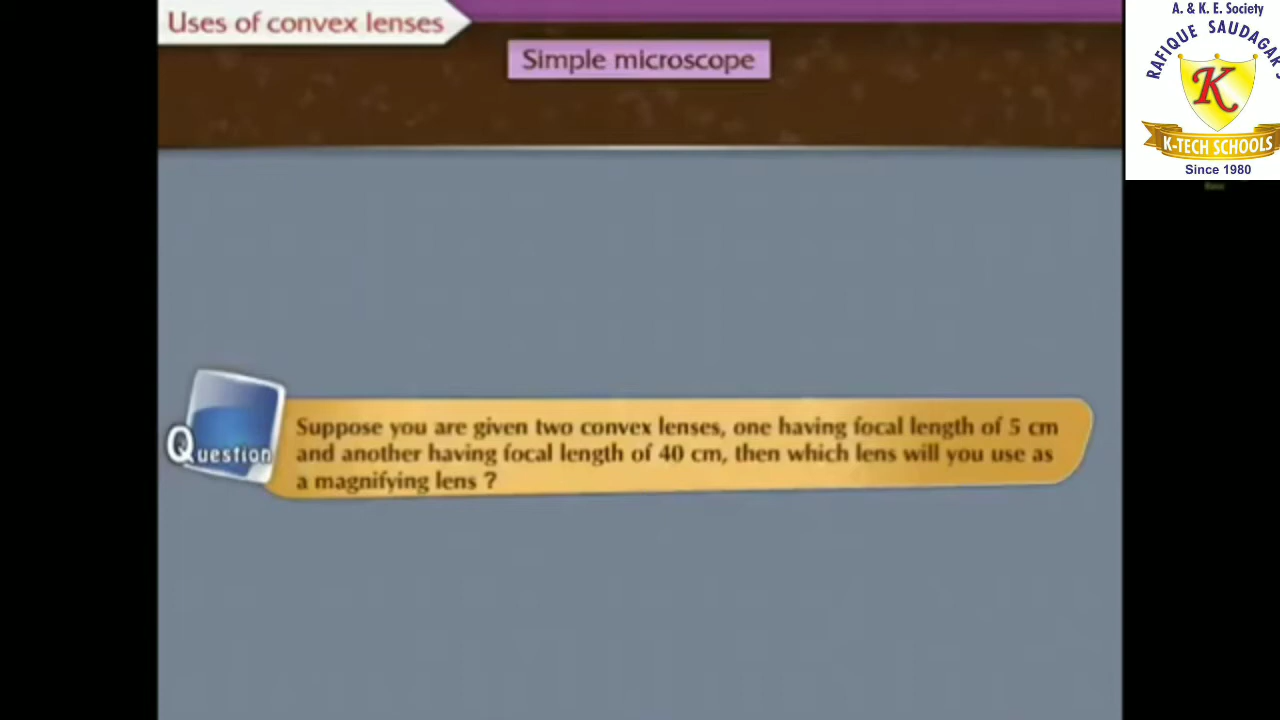 Uses of convex lenses
Simple microscope
A. & K. E. Society
RAFIQUE SAUDAGAR'S
K
K-TECH SCHOOLS
Since 1980
Question
Suppose you are given two convex lenses, one having focal length of 5 cm
and another having focal length of 40 cm, then which lens will you use as
a magnifying lens ?